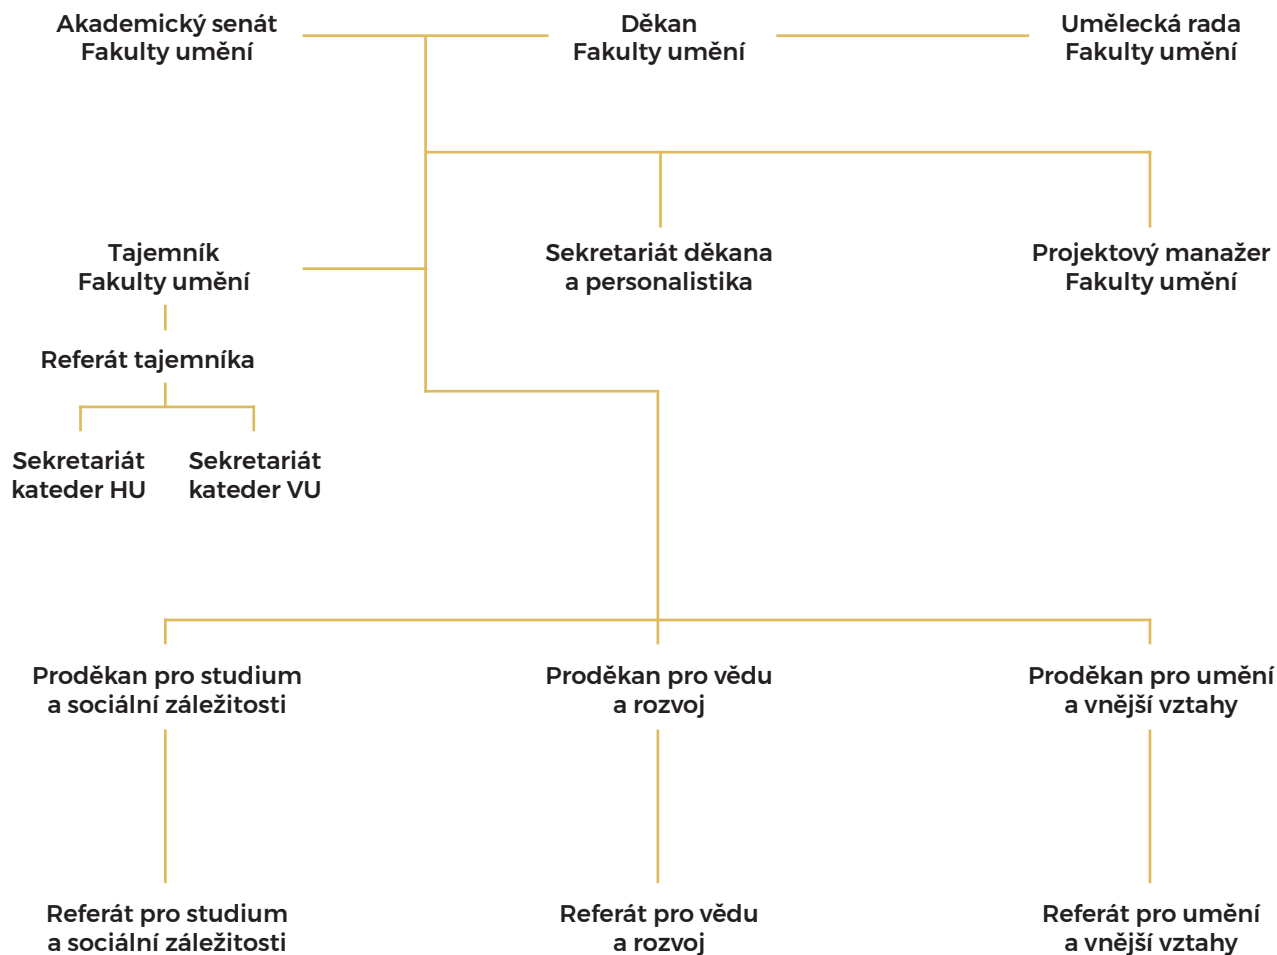 Akademický senát
Fakulty umění
Děkan
Fakulty umění
Umělecká rada
Fakulty umění
Tajemník
Fakulty umění
Sekretariát děkana
a personalistika
Projektový manažer
Fakulty umění
Referát tajemníka
Sekretariát
kateder HU
Sekretariát
kateder VU
Proděkan pro studium
a sociální záležitosti
Proděkan pro vědu
a rozvoj
Proděkan pro umění
a vnější vztahy
Referát pro studium
a sociální záležitosti
Referát pro vědu
a rozvoj
Referát pro umění
a vnější vztahy